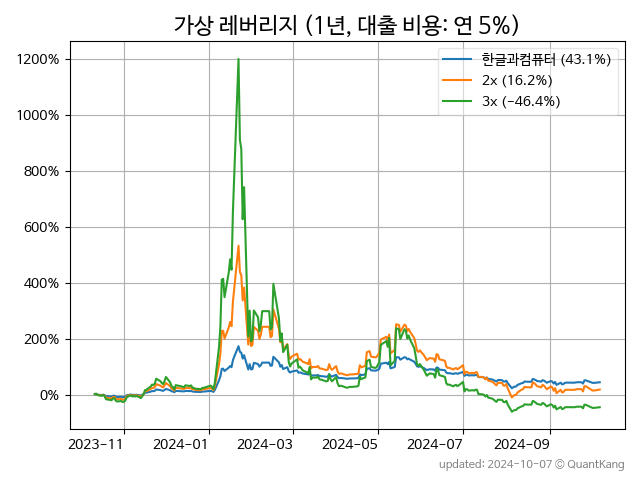 가상 레버리지 (1년, 대출 비용: 연 5%)
한글과컴퓨터 (43.1%)
2x (16.2%)
3x (-46.4%)
1200%
1000%
800%
600%
400%
200%
0%
2023-11 2024-01 2024-03 2024-05 2024-07 2024-09
updated: 2024-10-07 © QuantKang